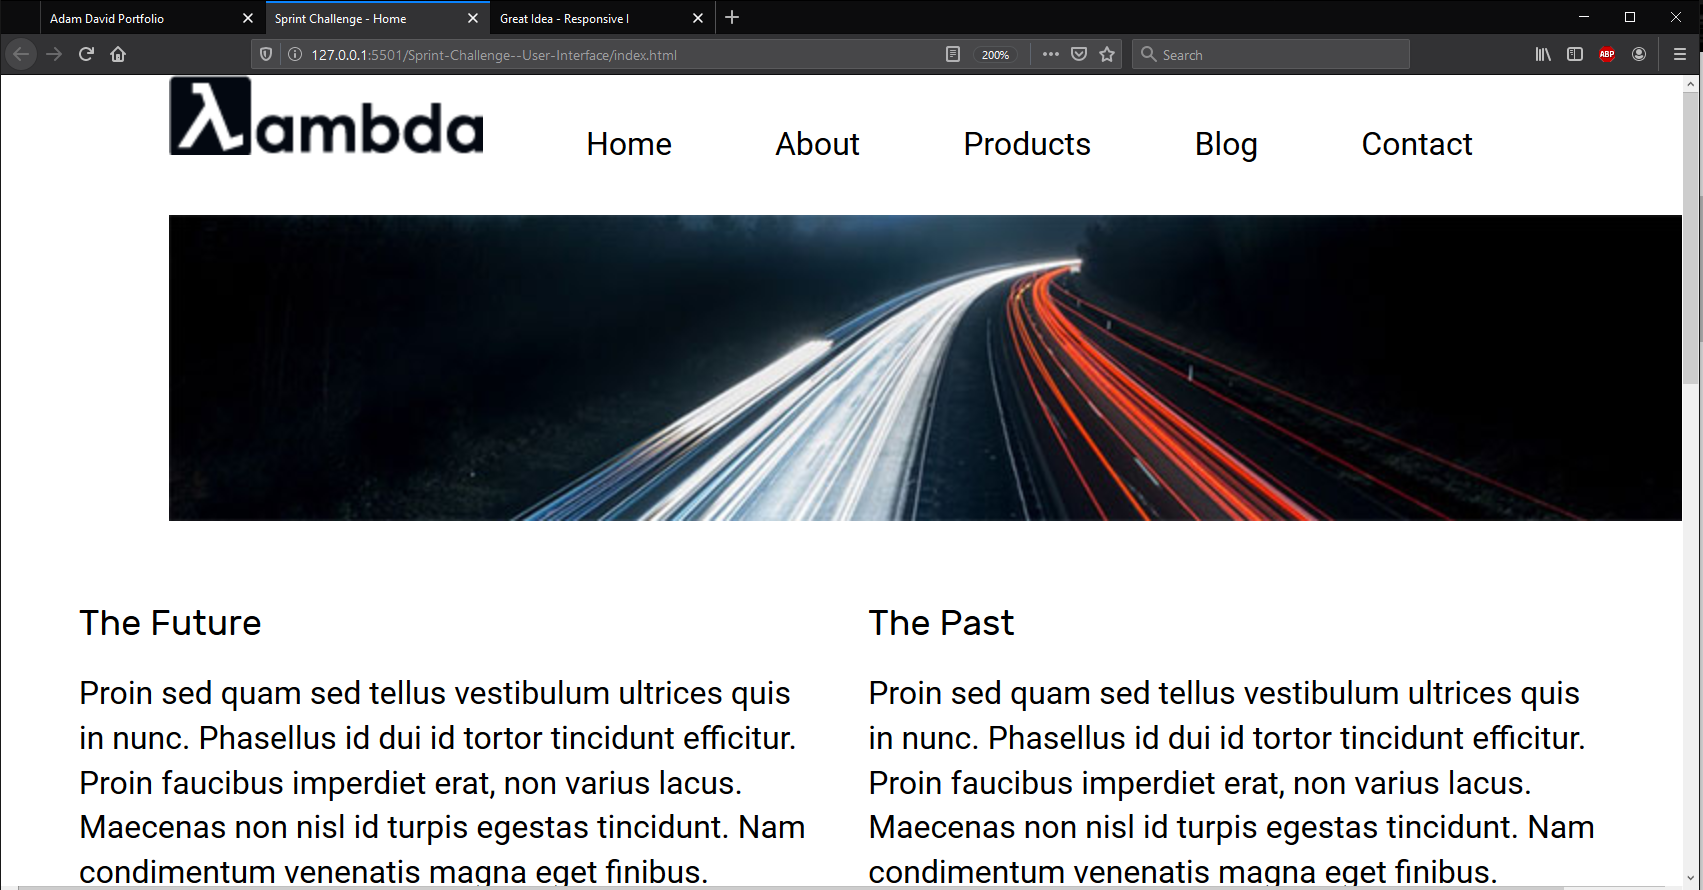 Adam David Portfolio
Sprint Challenge - Home
Great Idea - Responsive I
127.0.0.1:5501/Sprint-Challenge--User-Interface/index.html
200%
Search
ABP
λambda
Home
About
Products
Blog
Contact
The Future
Proin sed quam sed tellus vestibulum ultrices quis
in nunc. Phasellus id dui id tortor tincidunt efficitur.
Proin faucibus imperdiet erat, non varius lacus.
Maecenas non nisl id turpis egestas tincidunt. Nam
condimentum venenatis magna eget finibus.
The Past
Proin sed quam sed tellus vestibulum ultrices quis
in nunc. Phasellus id dui id tortor tincidunt efficitur.
Proin faucibus imperdiet erat, non varius lacus.
Maecenas non nisl id turpis egestas tincidunt. Nam
condimentum venenatis magna eget finibus.